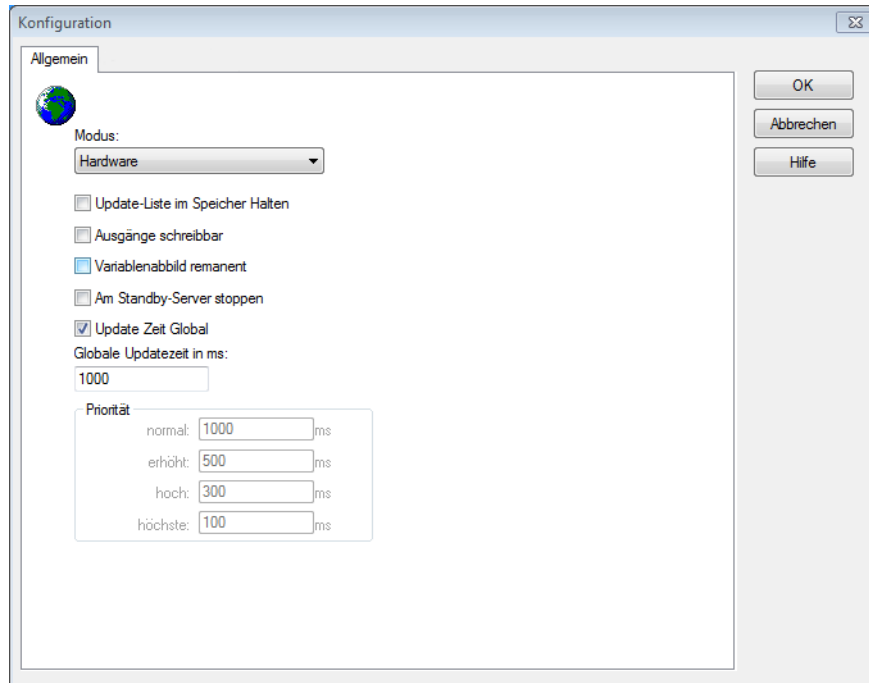 Konfiguration
Allgemein
OK
Abbrechen
Hilfe
Modus:
Hardware
Update-Liste im Speicher Halten
Ausgänge schreibbar
Variablenabbild remanent
Am Standby-Server stoppen
Update Zeit Global
Globale Updatezeit in ms:
1000
Priorität
normal: 1000 ms
erhöht: 500 ms
hoch: 300 ms
höchste: 100 ms